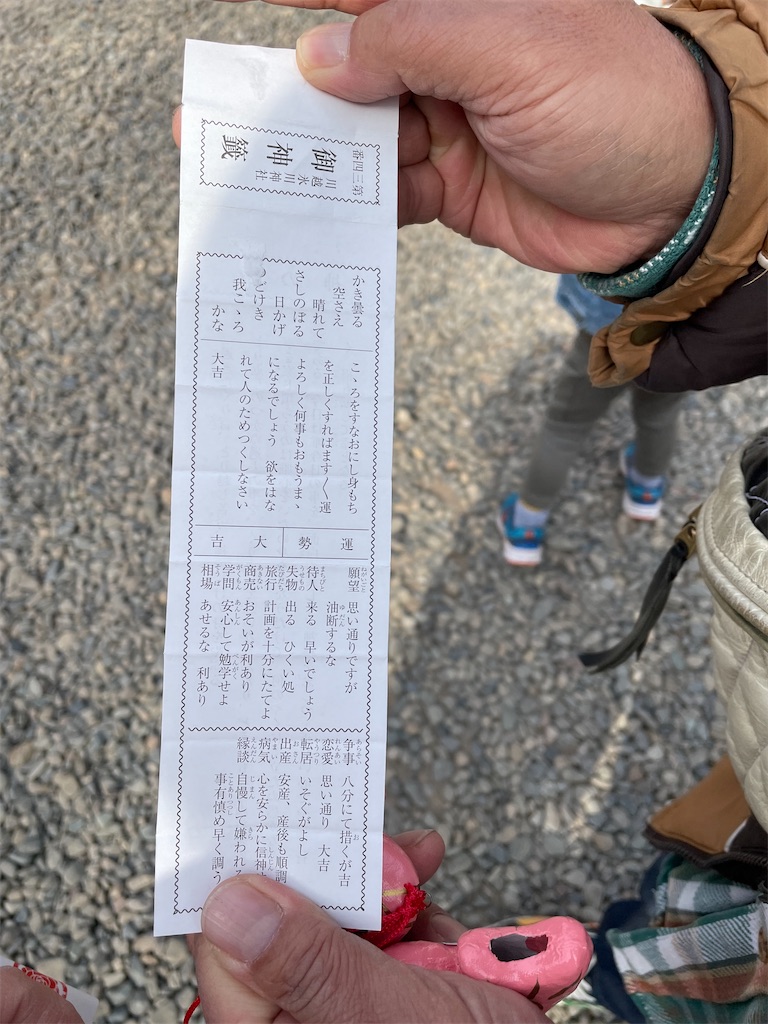 第三四番
川越氷川神社
御神籤
かき曇る
空さえ
晴れて
さしのぼる
日かげ
どけき
我こゝろ
かな
こゝろをすなおにし身もち
を正しくすればます〱運
よろしく何事もおもうまゝ
になるでしょう 欲をはな
れて人のためつくしなさい
大吉
運勢 大吉
願望 思い通りですが
油断するな
待人 来る 早いでしょう
失物 出る ひくい処
旅行 計画を十分にたてよ
商売 おそいが利あり
学問 安心して勉学せよ
相場 あせるな 利あり
争事 八分にて措くが吉
恋愛 思い通り 大吉
転居 いそぐがよし
出産 安産、産後も順調
病気 心を安らかに信神
縁談 自慢して嫌われる
事有慎め早く調う